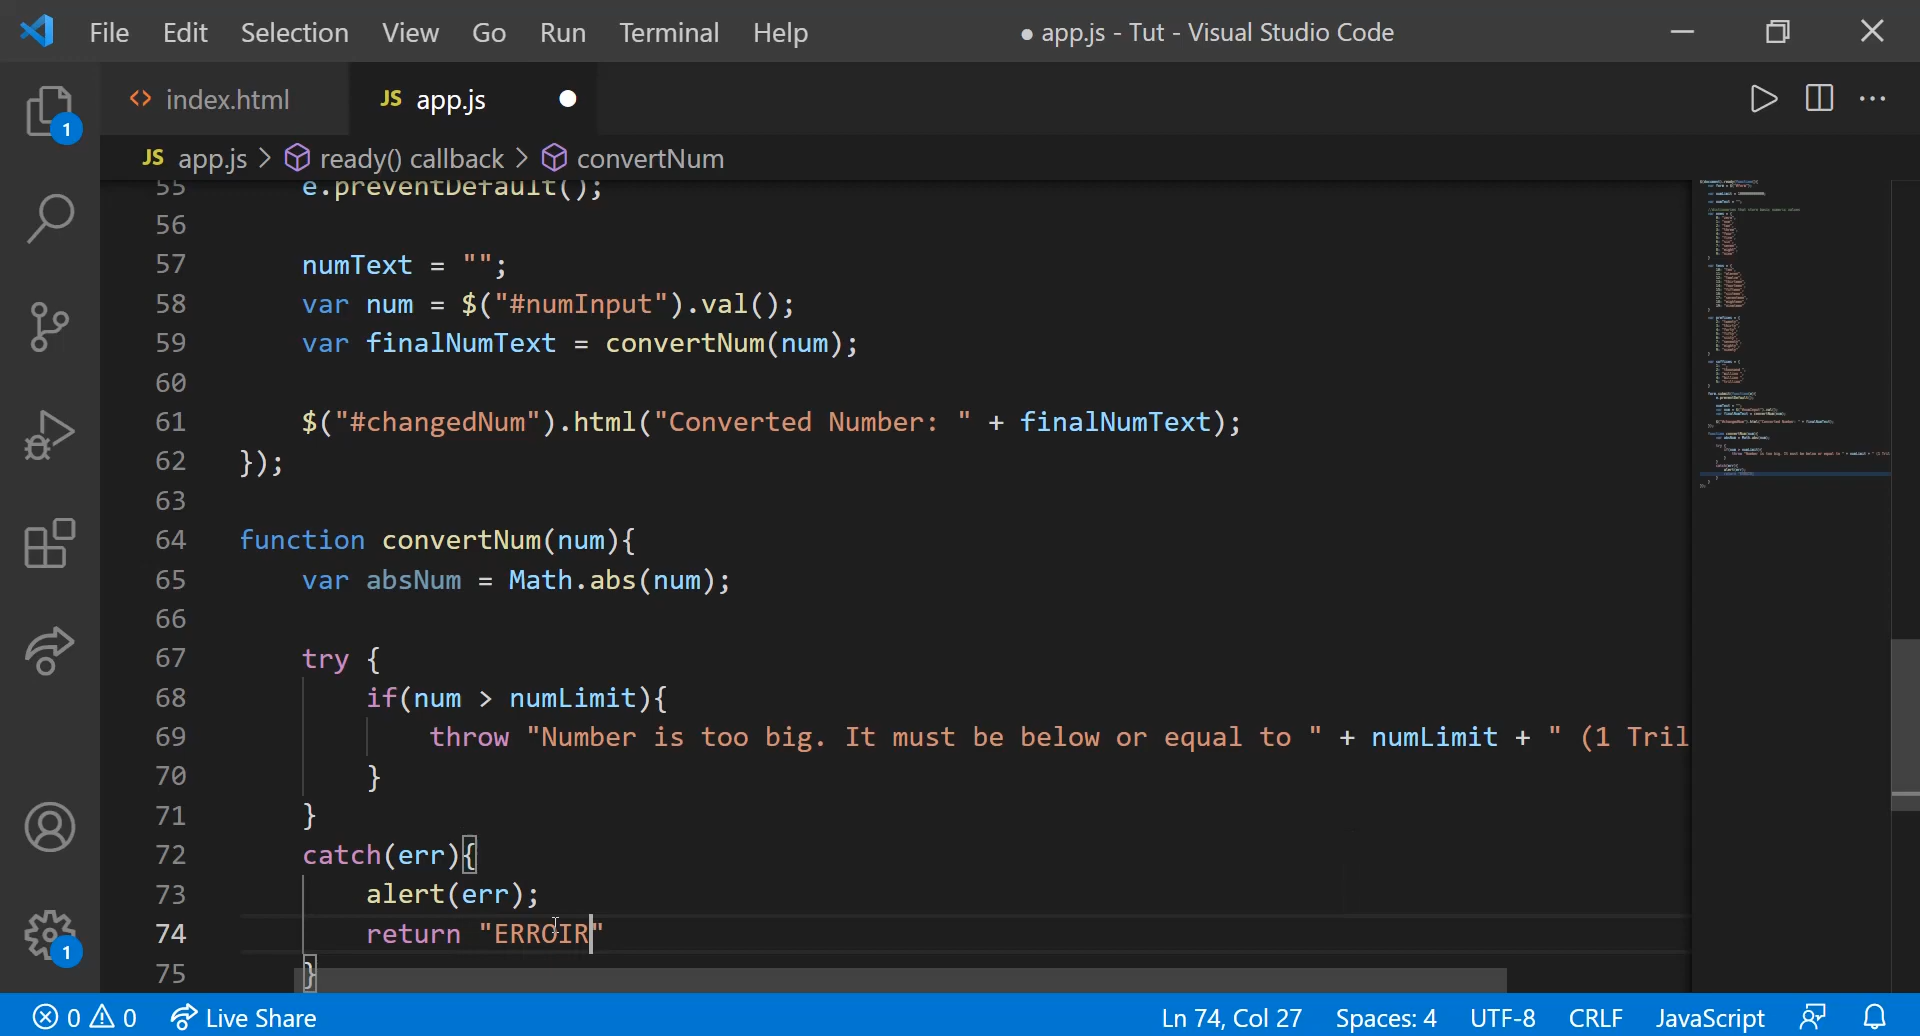 File Edit Selection View Go Run Terminal Help ● app.js - Tut - Visual Studio Code
<> index.html JS app.js ●
JS app.js > ready() callback > convertNum
55 e.preventDefault();
56
57 numText = "";
58 var num = $("#numInput").val();
59 var finalNumText = convertNum(num);
60
61 $("#changedNum").html("Converted Number: " + finalNumText);
62 });
63
64 function convertNum(num){
65 var absNum = Math.abs(num);
66
67 try {
68 if(num > numLimit){
69 throw "Number is too big. It must be below or equal to " + numLimit + " (1 Tril
70 }
71 }
72 catch(err){
73 alert(err);
74 return "ERROIR"
75 }
1
1
0 0 Live Share Ln 74, Col 27 Spaces: 4 UTF-8 CRLF JavaScript